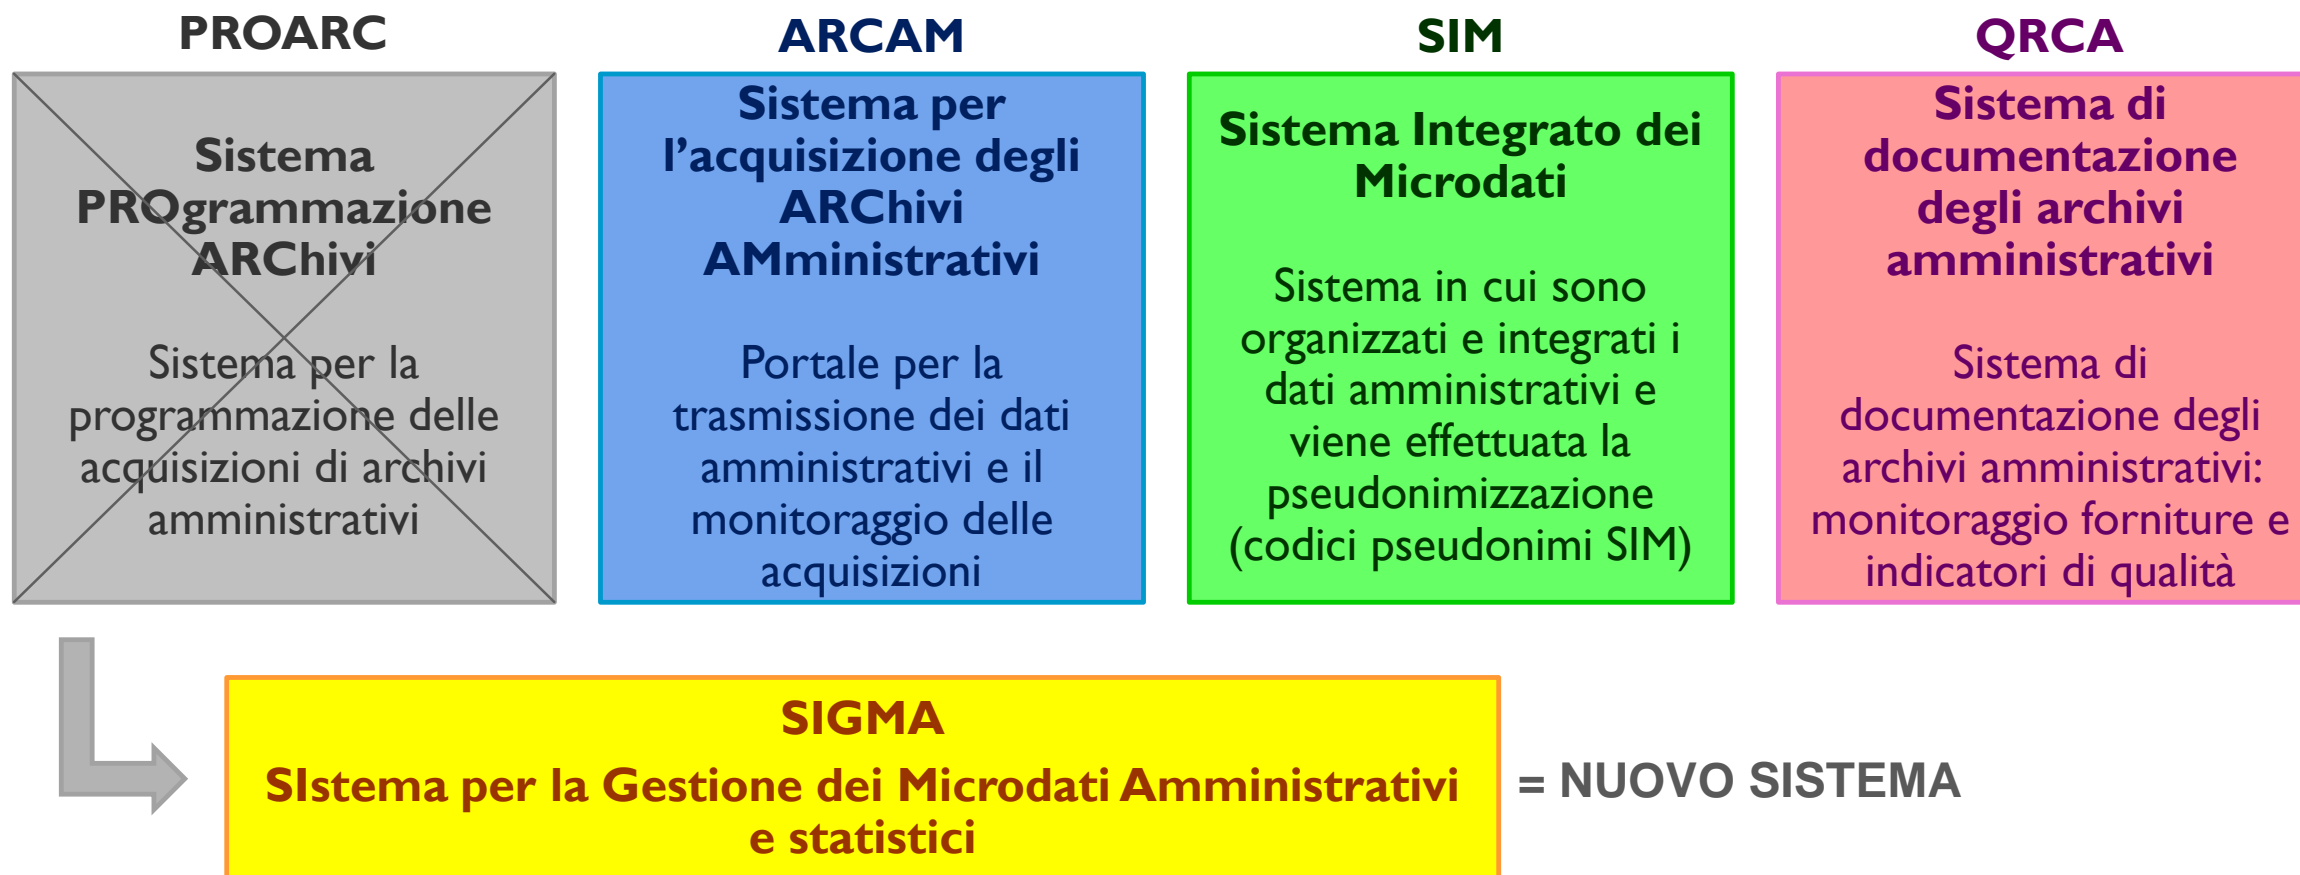 PROARC
Sistema
PROgrammazione
ARChivi
Sistema per la
programmazione delle
acquisizioni di archivi
amministrativi
ARCAM
Sistema per
l’acquisizione degli
ARChivi
AMministrativi
Portale per la
trasmissione dei dati
amministrativi e il
monitoraggio delle
acquisizioni
SIM
Sistema Integrato dei
Microdati
Sistema in cui sono
organizzati e integrati i
dati amministrativi e
viene effettuata la
pseudonimizzazione
(codici pseudonimi SIM)
QRCA
Sistema di
documentazione
degli archivi
amministrativi
Sistema di
documentazione degli
archivi amministrativi:
monitoraggio forniture e
indicatori di qualità
SIGMA
SIstema per la Gestione dei Microdati Amministrativi
e statistici
= NUOVO SISTEMA